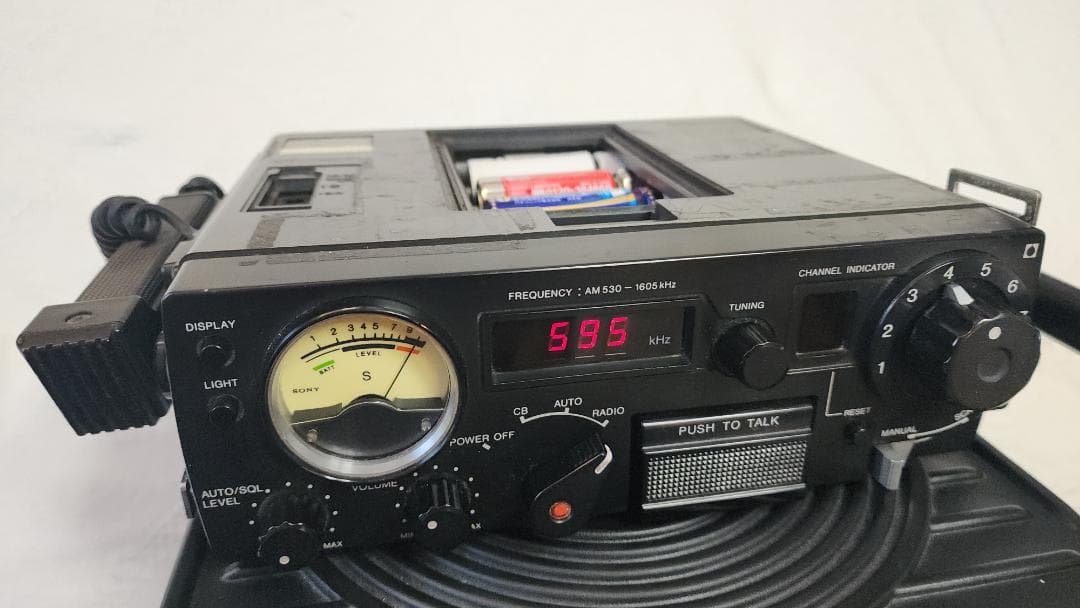 FREQUENCY : AM 530 – 1605 kHz
CHANNEL INDICATOR
DISPLAY
LIGHT
1 2 3 4 5 7 9
LEVEL
BATT
S
SONY
595 kHz
TUNING
1 2 3 4 5 6
CB AUTO RADIO
POWER OFF
PUSH TO TALK
RESET
MANUAL
AUTO/SQL
LEVEL
MAX
VOLUME